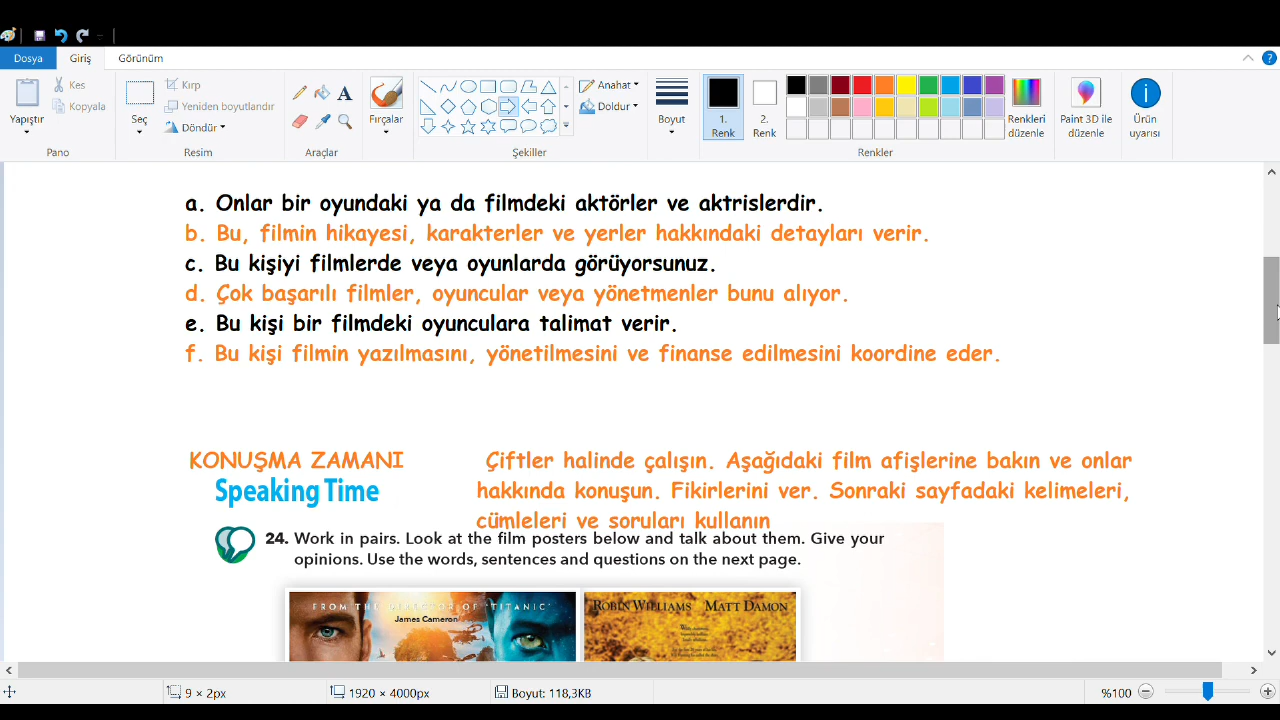 Dosya Giriş Görünüm
Yapıştır
Kes
Kopyala
Pano
Seç
Kırp
Yeniden boyutlandır
Döndür
Resim
A
Araçlar
Fırçalar
Anahat
Doldur
Şekiller
Boyut
1. Renk
2. Renk
Renkleri düzenle
Renkler
Paint 3D ile düzenle
Ürün uyarısı
a. Onlar bir oyundaki ya da filmdeki aktörler ve aktrislerdir.
b. Bu, filmin hikayesi, karakterler ve yerler hakkındaki detayları verir.
c. Bu kişiyi filmlerde veya oyunlarda görüyorsunuz.
d. Çok başarılı filmler, oyuncular veya yönetmenler bunu alıyor.
e. Bu kişi bir filmdeki oyunculara talimat verir.
f. Bu kişi filmin yazılmasını, yönetilmesini ve finanse edilmesini koordine eder.
KONUŞMA ZAMANI
Speaking Time
Çiftler halinde çalışın. Aşağıdaki film afişlerine bakın ve onlar
hakkında konuşun. Fikirlerini ver. Sonraki sayfadaki kelimeleri,
cümleleri ve soruları kullanın
24. Work in pairs. Look at the film posters below and talk about them. Give your
opinions. Use the words, sentences and questions on the next page.
FROM THE DIRECTOR OF "TITANIC"
James Cameron
ROBIN WILLIAMS MATT DAMON
9 × 2px
1920 × 4000px
Boyut: 118,3KB
%100